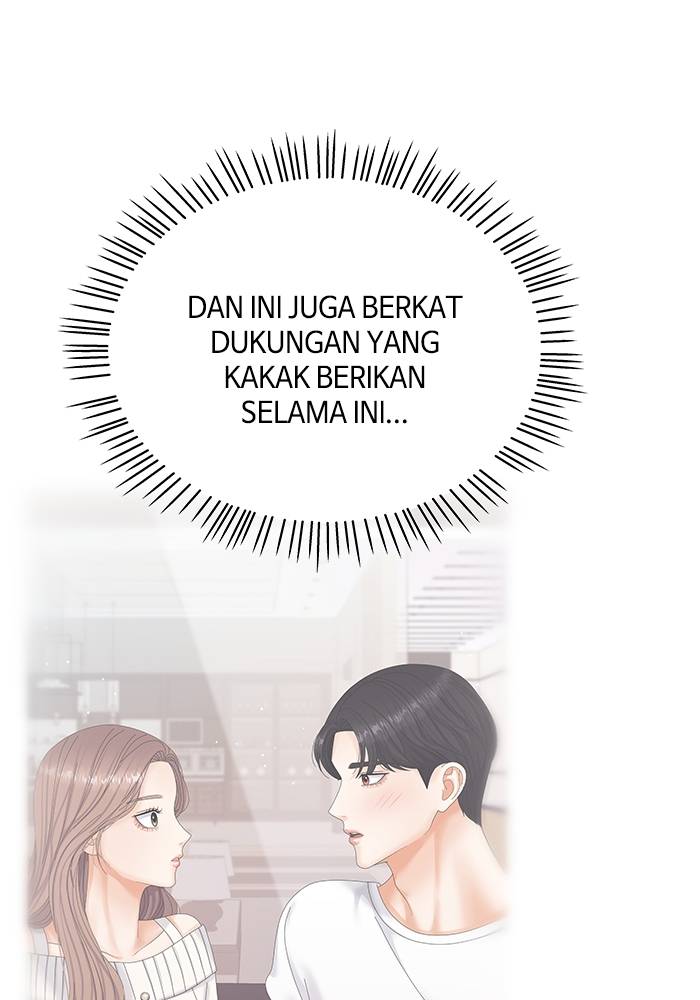 DAN INI JUGA BERKAT
DUKUNGAN YANG
KAKAK BERIKAN
SELAMA INI...